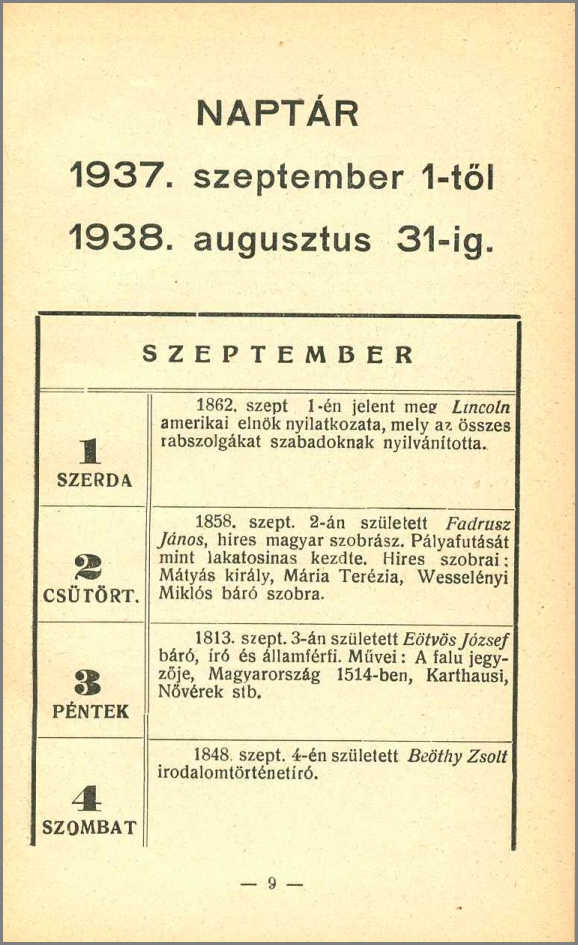 NAPTÁR
1937. szeptember 1-től
1938. augusztus 31-ig.
SZEPTEMBER
1
SZERDA
1862. szept 1-én jelent meg Lincoln
amerikai elnök nyilatkozata, mely az összes
rabszolgákat szabadoknak nyilvánította.
2
CSÜTÖRT.
1858. szept. 2-án született Fadrusz
János, hires magyar szobrász. Pályafutását
mint lakatosinas kezdte. Hires szobrai:
Mátyás király, Mária Terézia, Wesselényi
Miklós báró szobra.
3
PÉNTEK
1813. szept. 3-án született Eötvös József
báró, író és államférfi. Művei: A falu jegy-
zője, Magyarország 1514-ben, Karthausi,
Nővérek stb.
4
SZOMBAT
1848. szept. 4-én született Beöthy Zsolt
irodalomtörténetíró.
— 9 —